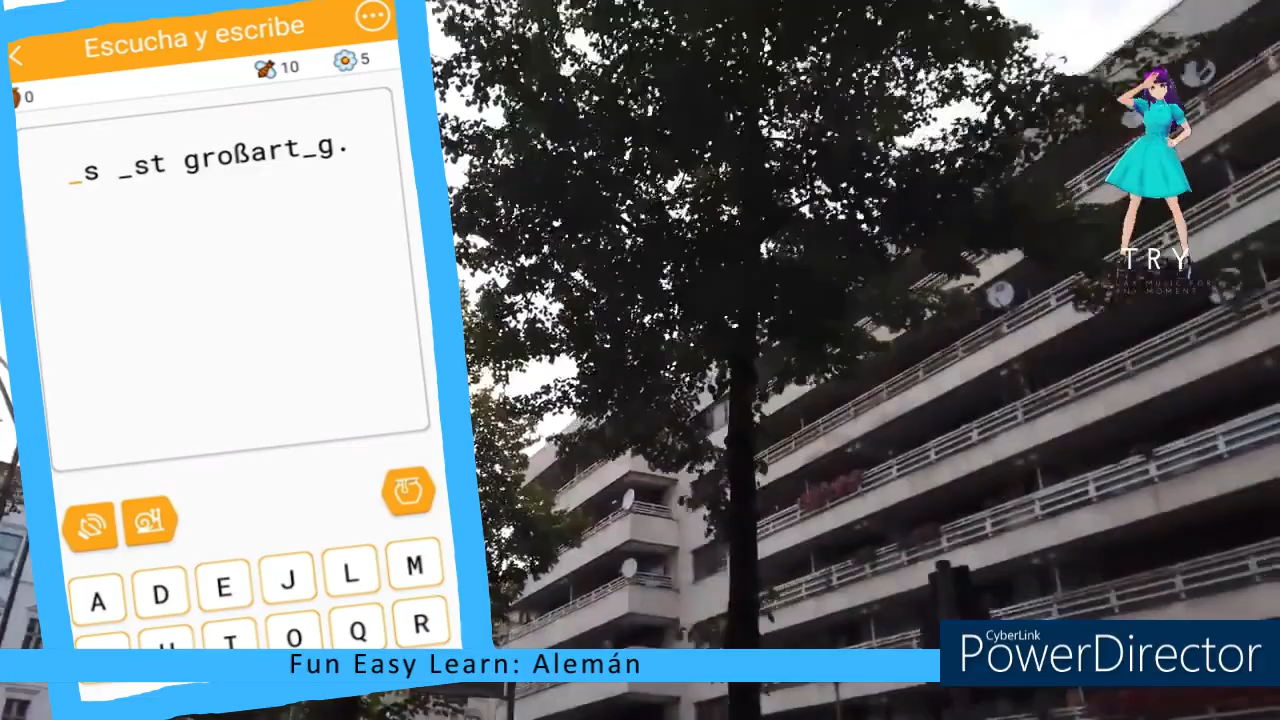 Escucha y escribe
10
5
0
_s _st großart_g.
A D E J L M
O Q R
TRY
Fun Easy Learn: Alemán
CyberLink
PowerDirector